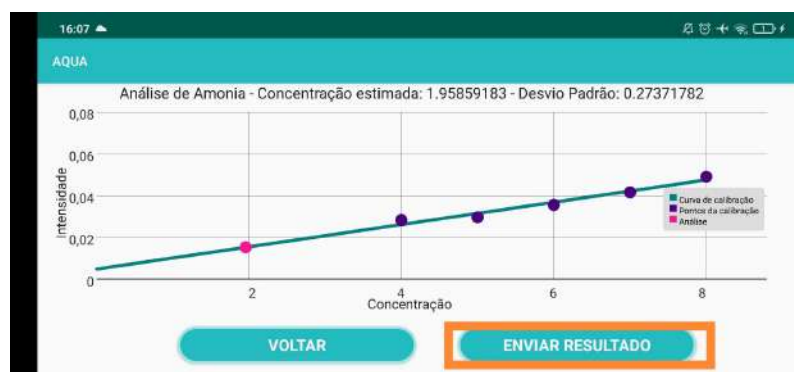 16:07
AQUA
Análise de Amonia - Concentração estimada: 1.95859183 - Desvio Padrão: 0.27371782
0,08
0,06
0,04
0,02
0
Intensidade
2
4
6
8
Concentração
Curva de calibração
Pontos da calibração
Análise
VOLTAR
ENVIAR RESULTADO